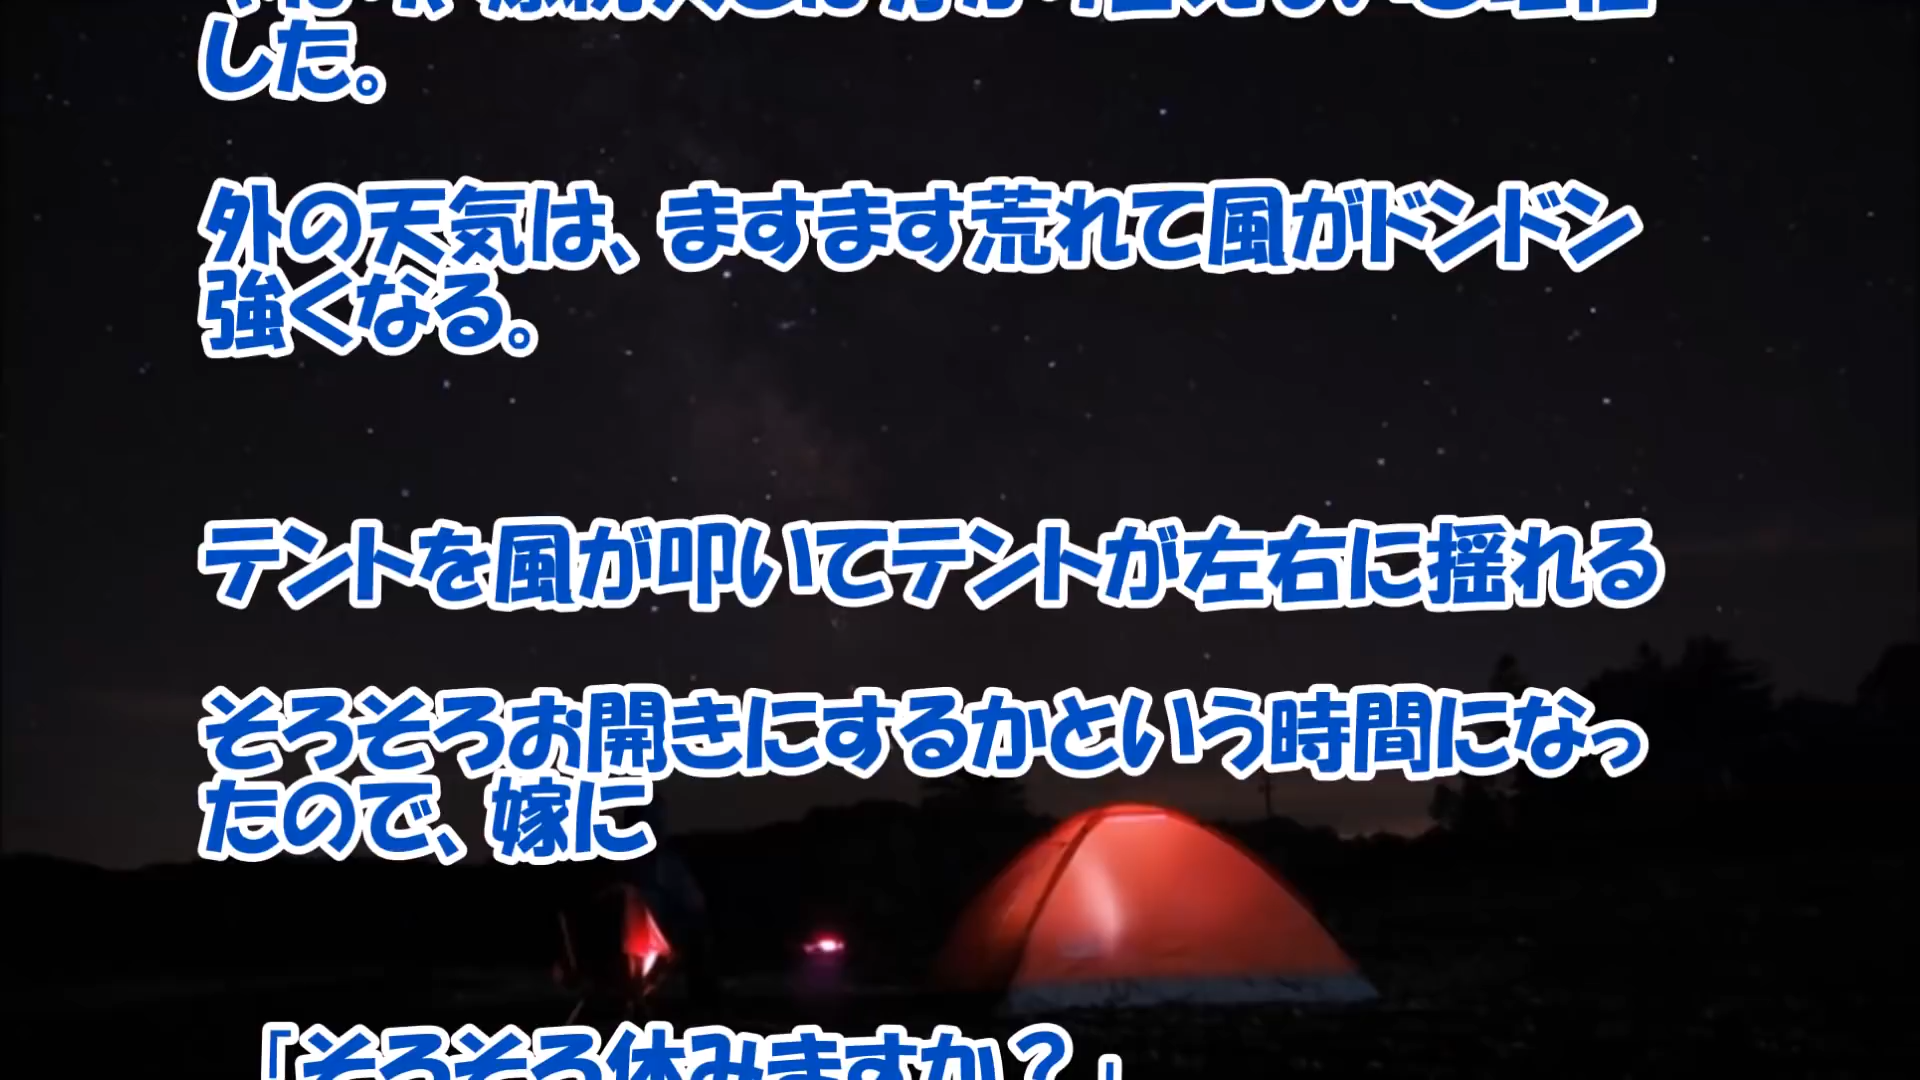 した。
外の天気は、ますます荒れて風がドンドン
強くなる。
テントを風が叩いてテントが左右に揺れる
そろそろお開きにするかという時間になっ
たので、嫁に
「そろそろ休みますか？」